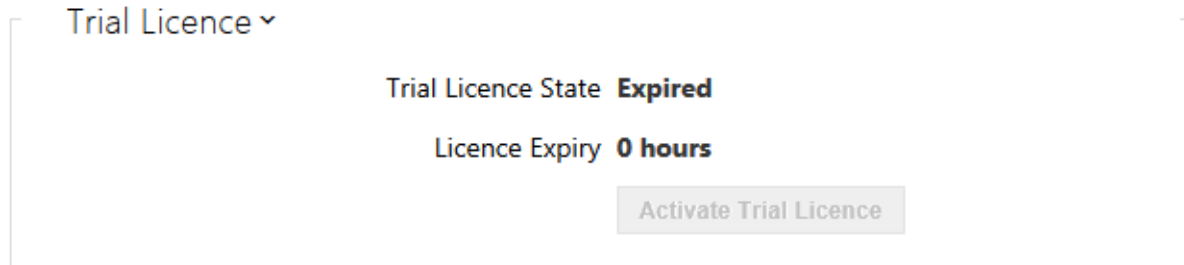 Trial Licence
Trial Licence State Expired
Licence Expiry 0 hours
Activate Trial Licence